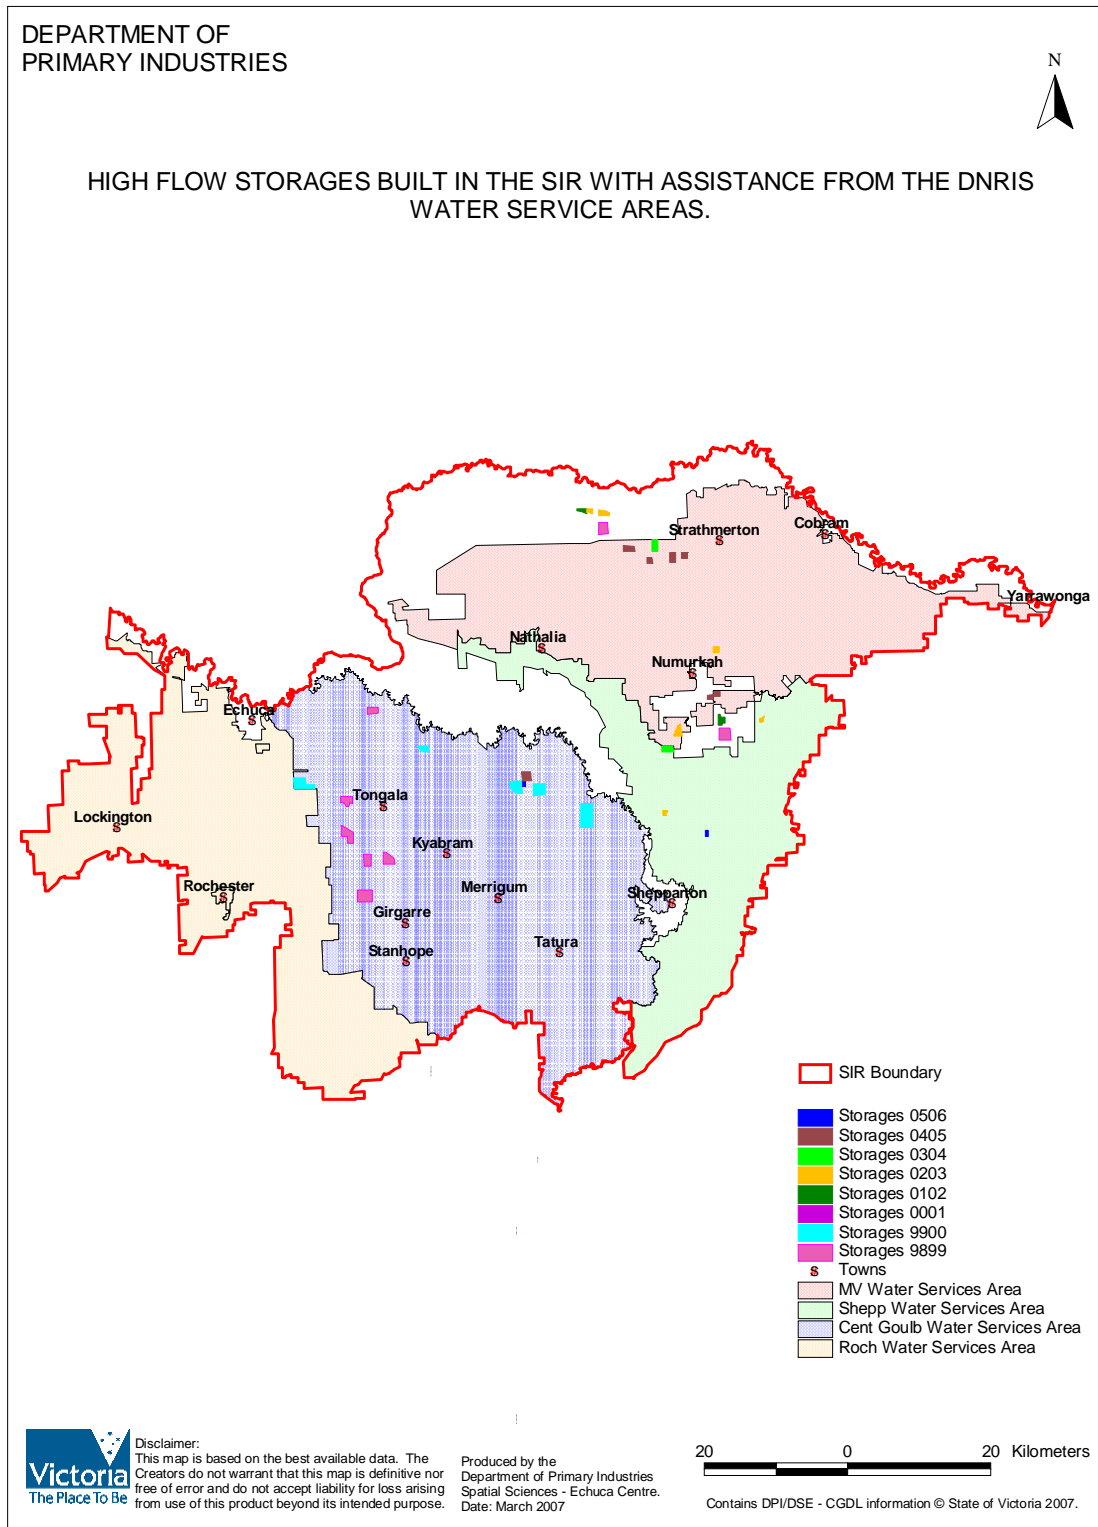 DEPARTMENT OF
PRIMARY INDUSTRIES
N
HIGH FLOW STORAGES BUILT IN THE SIR WITH ASSISTANCE FROM THE DNRIS
WATER SERVICE AREAS.
Strathmerton
Cobram
Yarrawonga
Nathalia
Numurkah
Echuca
Tongala
Lockington
Kyabram
Rochester
Merrigum
Shepparton
Girgarre
Tatura
Stanhope
SIR Boundary
Storages 0506
Storages 0405
Storages 0304
Storages 0203
Storages 0102
Storages 0001
Storages 9900
Storages 9899
Towns
MV Water Services Area
Shepp Water Services Area
Cent Goulb Water Services Area
Roch Water Services Area
Victoria
The Place To Be
Disclaimer:
This map is based on the best available data. The
Creators do not warrant that this map is definitive nor
free of error and do not accept liability for loss arising
from use of this product beyond its intended purpose.
Produced by the
Department of Primary Industries
Spatial Sciences - Echuca Centre.
Date: March 2007
20 0 20 Kilometers
Contains DPI/DSE - CGDL information © State of Victoria 2007.